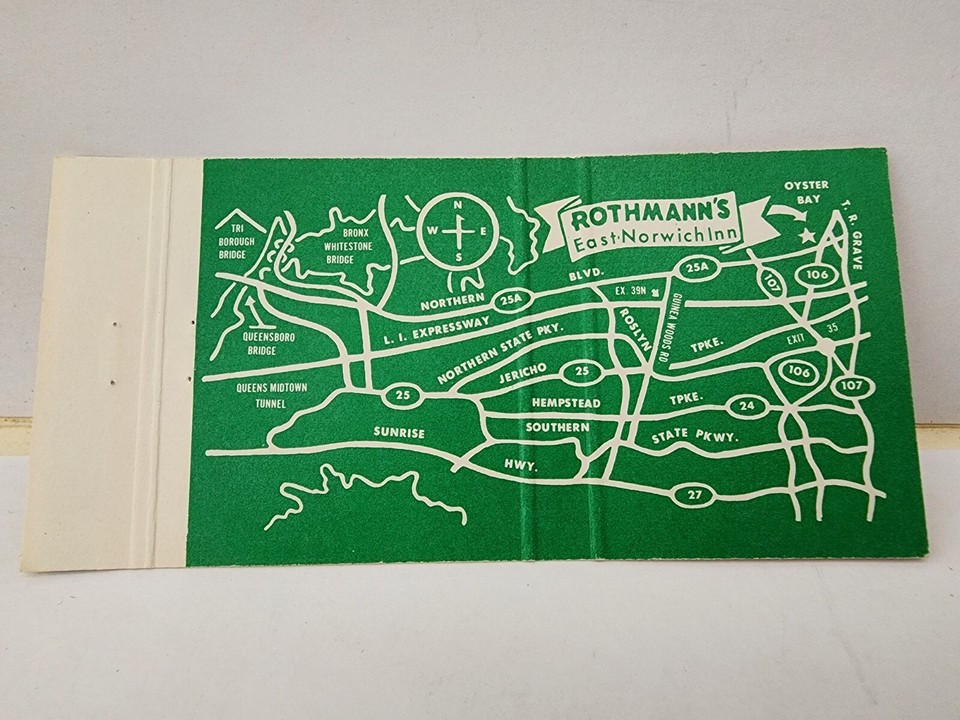 TRI
BOROUGH
BRIDGE
BRONX
WHITESTONE
BRIDGE
N
W E
S
ROTHMANN'S
East Norwich Inn
OYSTER
BAY
T. R. GRAVE
QUEENSBORO
BRIDGE
NORTHERN 25A BLVD. 25A
EX. 39N
107
106
L. I. EXPRESSWAY
NORTHERN STATE PKY.
ROSLYN
GUINEA WOODS RD
EXIT 35
QUEENS MIDTOWN
TUNNEL
25
JERICHO 25 TPKE.
106
107
HEMPSTEAD TPKE. 24
SOUTHERN STATE PKWY.
SUNRISE HWY. 27